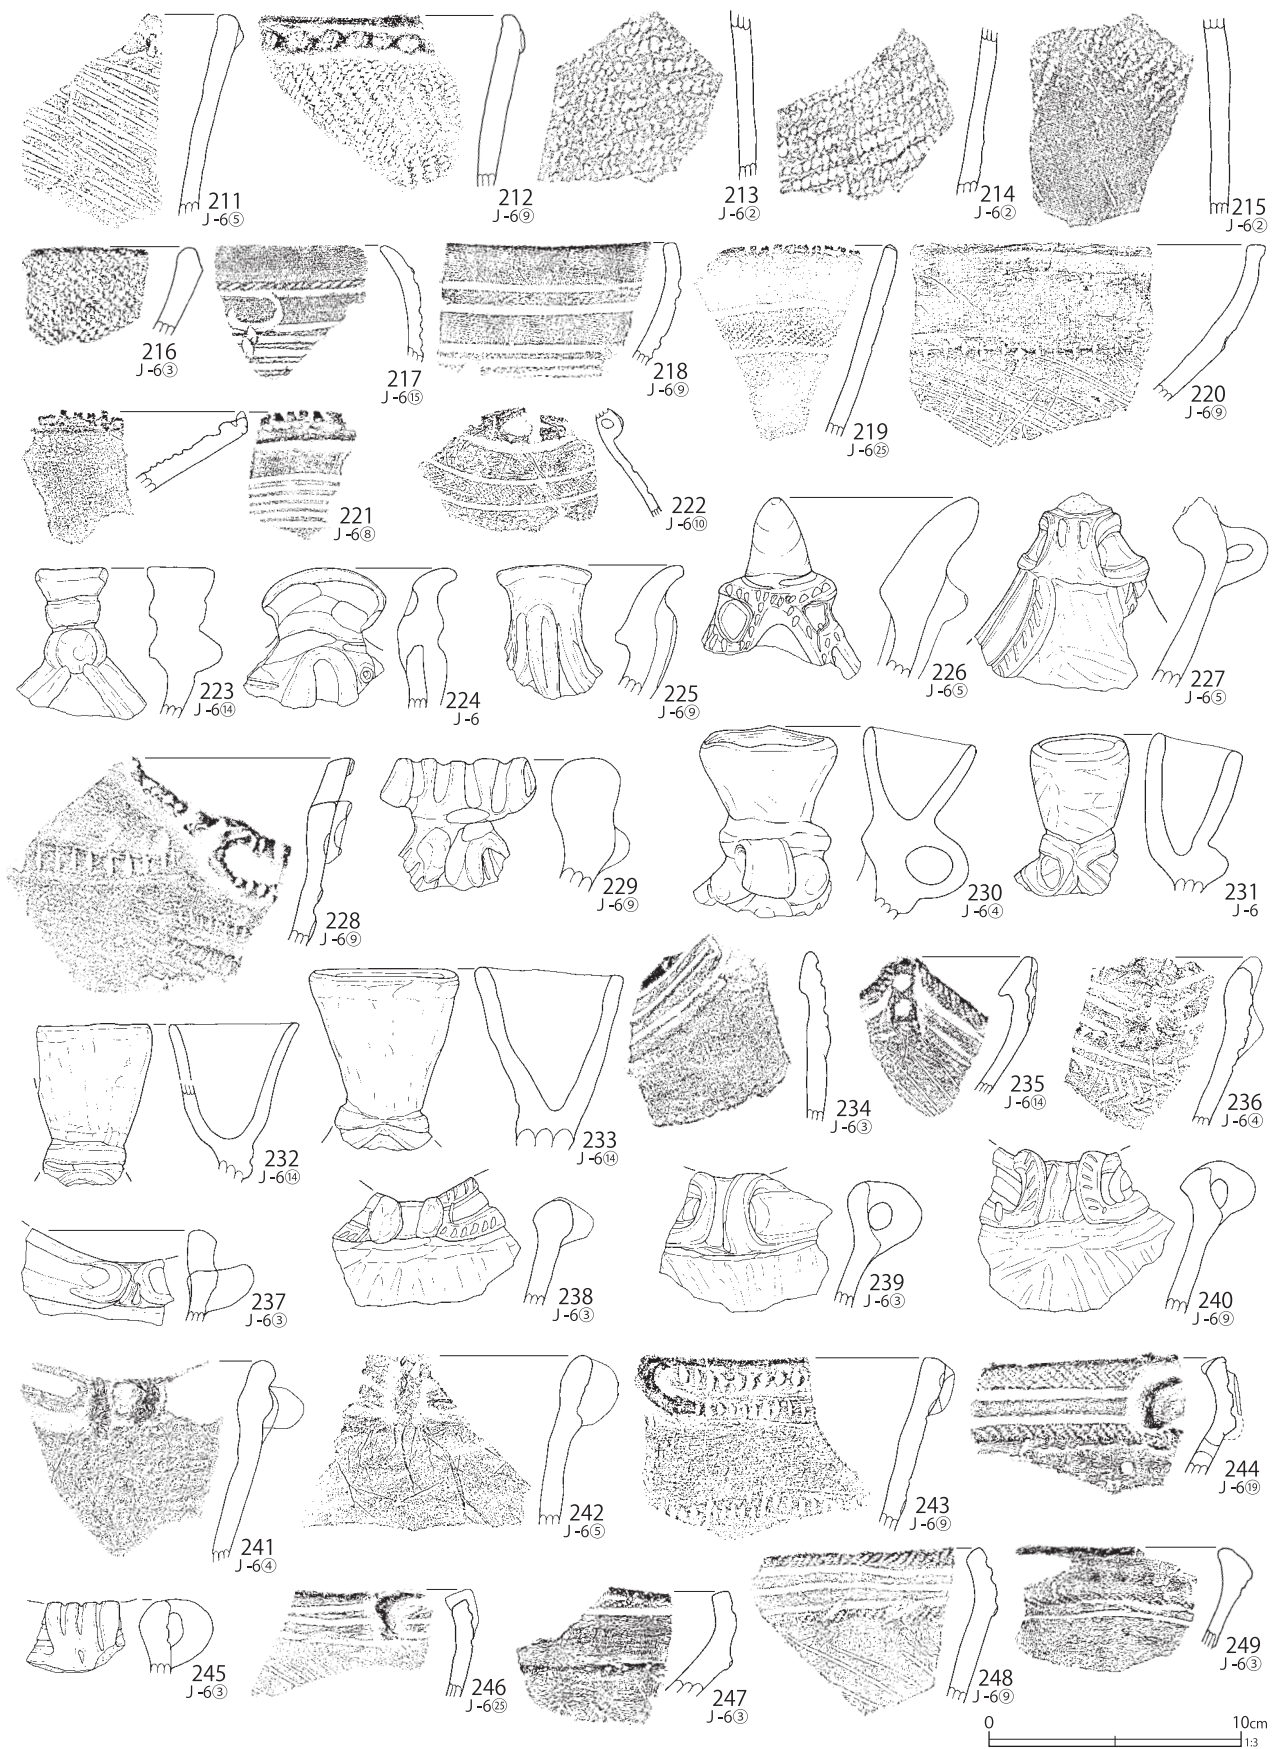 211
J-6⑤
212
J-6⑨
213
J-6②
214
J-6②
215
J-6②
216
J-6③
217
J-6⑮
218
J-6⑨
219
J-6㉕
220
J-6⑨
221
J-6⑧
222
J-6⑩
223
J-6⑭
224
J-6
225
J-6⑨
226
J-6⑤
227
J-6⑤
228
J-6⑨
229
J-6⑨
230
J-6④
231
J-6
232
J-6⑭
233
J-6⑭
234
J-6③
235
J-6⑭
236
J-6④
237
J-6③
238
J-6③
239
J-6③
240
J-6⑨
241
J-6④
242
J-6⑤
243
J-6⑨
244
J-6⑲
245
J-6③
246
J-6㉕
247
J-6③
248
J-6⑨
249
J-6③
0 10cm
1:3